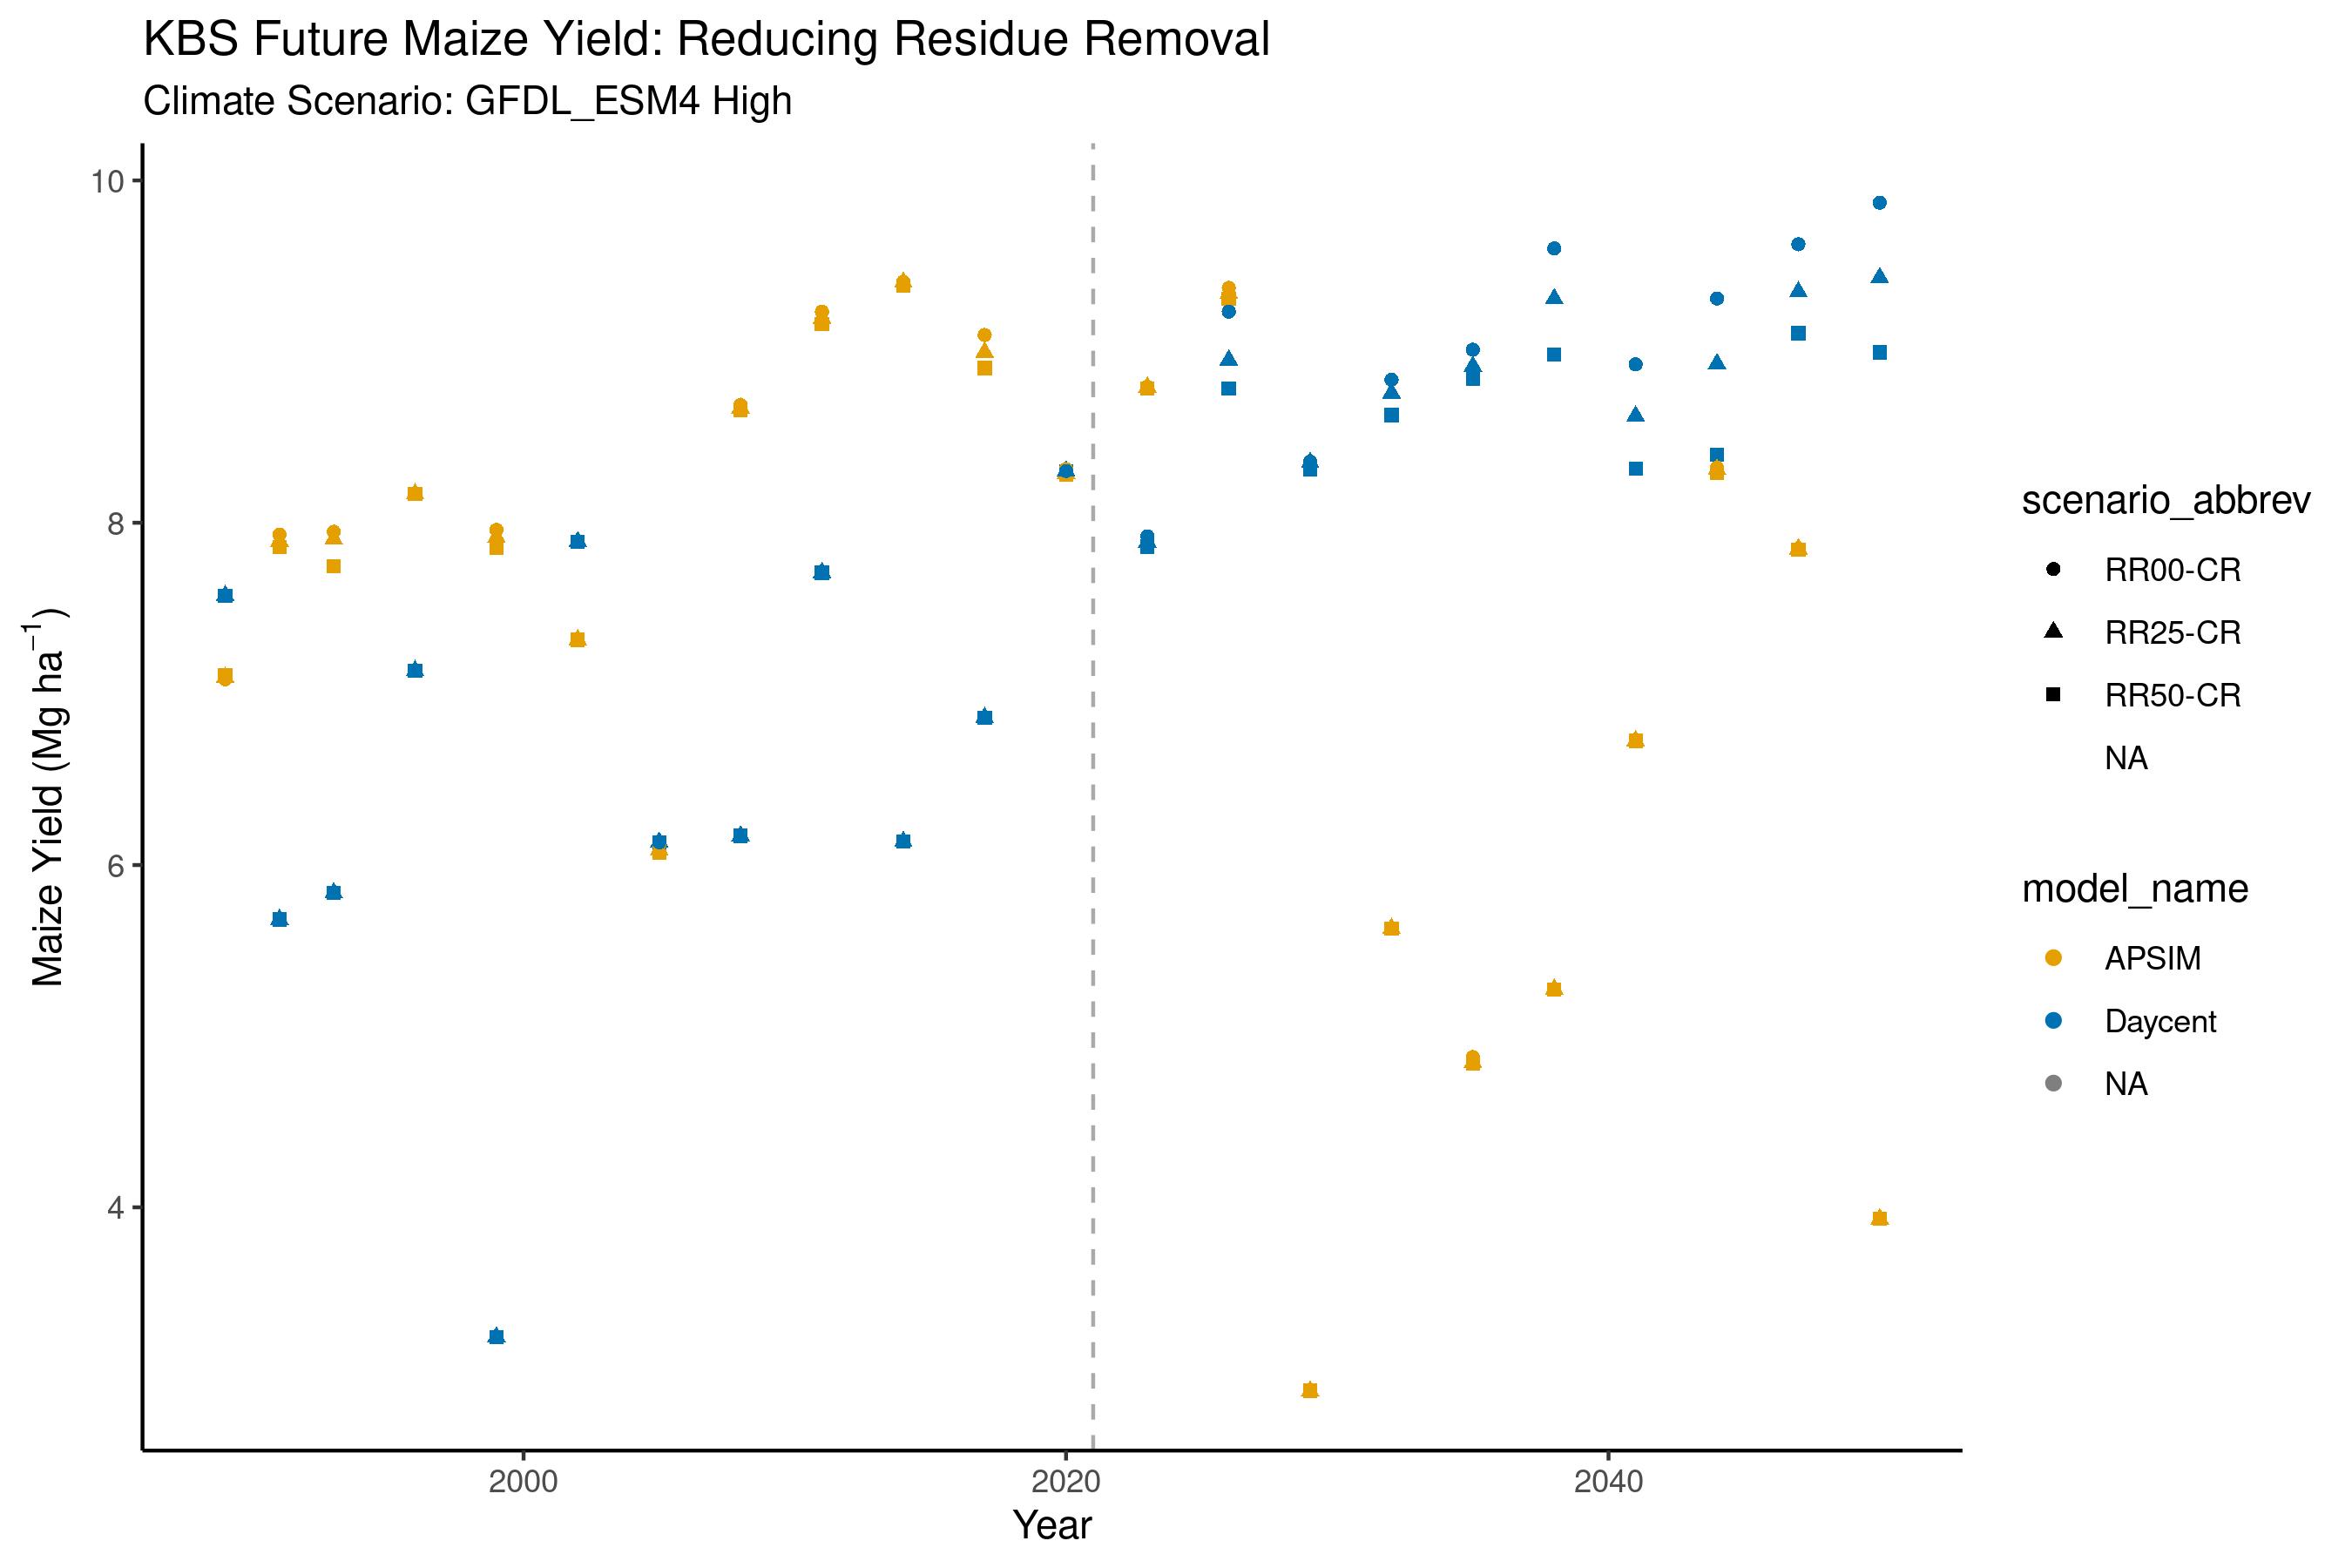 KBS Future Maize Yield: Reducing Residue Removal
Climate Scenario: GFDL_ESM4 High
Maize Yield (Mg ha⁻¹)
10
8
6
4
2000
2020
2040
Year
scenario_abbrev
RR00-CR
RR25-CR
RR50-CR
NA
model_name
APSIM
Daycent
NA